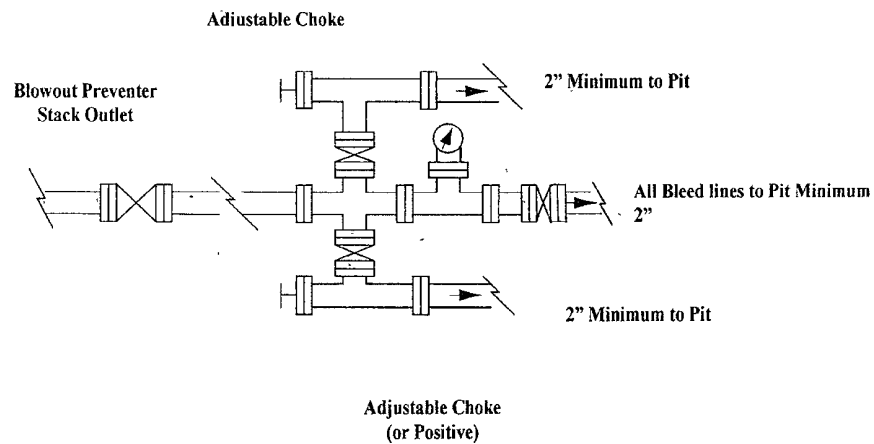 Adjustable Choke
2” Minimum to Pit
Blowout Preventer
Stack Outlet
All Bleed lines to Pit Minimum
2”
2” Minimum to Pit
Adjustable Choke
(or Positive)